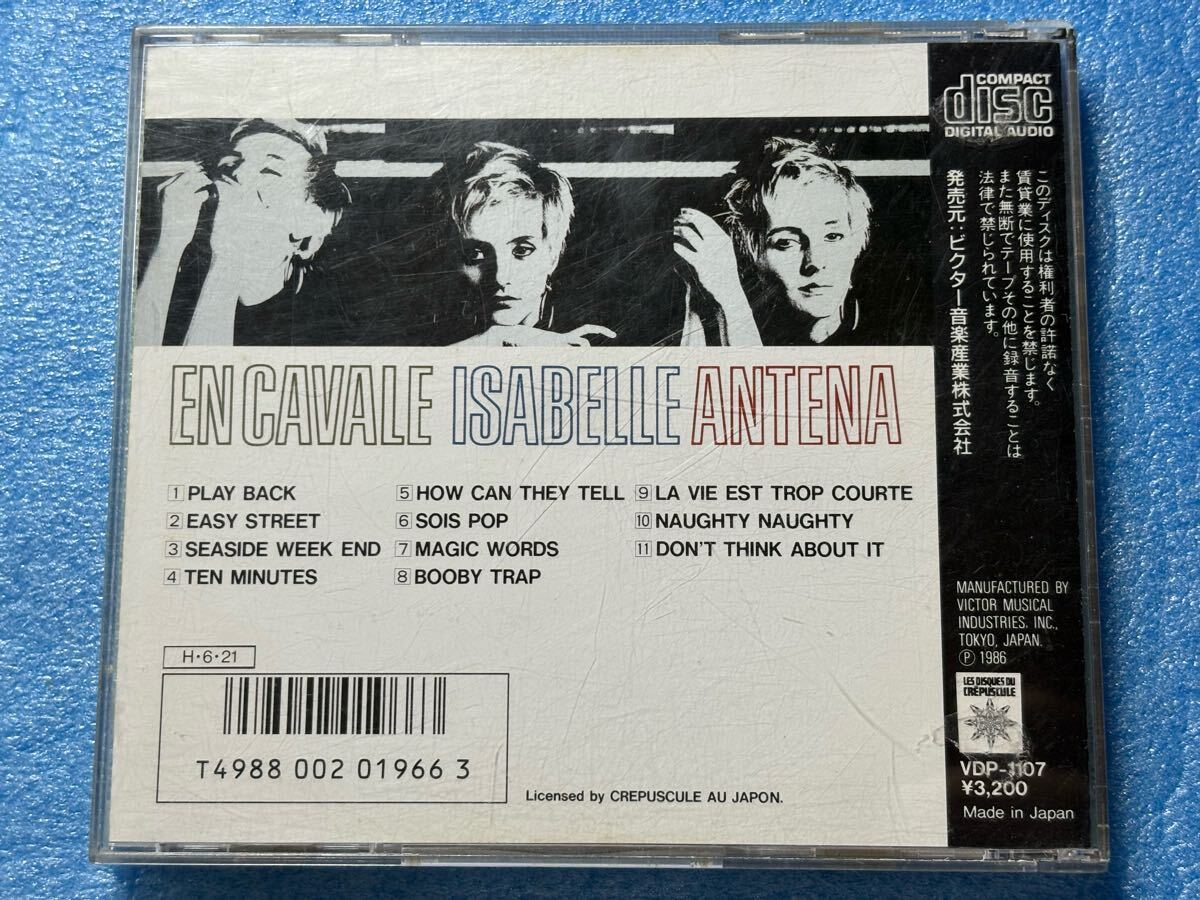 EN CAVALE ISABELLE ANTENA
1 PLAY BACK
2 EASY STREET
3 SEASIDE WEEK END
4 TEN MINUTES
5 HOW CAN THEY TELL
6 SOIS POP
7 MAGIC WORDS
8 BOOBY TRAP
9 LA VIE EST TROP COURTE
10 NAUGHTY NAUGHTY
11 DON'T THINK ABOUT IT
H・6・21
T4988 002 01966 3
Licensed by CREPUSCULE AU JAPON.
COMPACT
disc
DIGITAL AUDIO
このディスクは権利者の許諾なく
賃貸業に使用することを禁じます。
また無断でテープその他に録音することは
法律で禁じられています。
発売元:ビクター音楽産業株式会社
MANUFACTURED BY
VICTOR MUSICAL
INDUSTRIES. INC.,
TOKYO, JAPAN.
Ⓟ 1986
LES DISQUES DU
CRÉPUSCULE
VDP-1107
¥3,200
Made in Japan